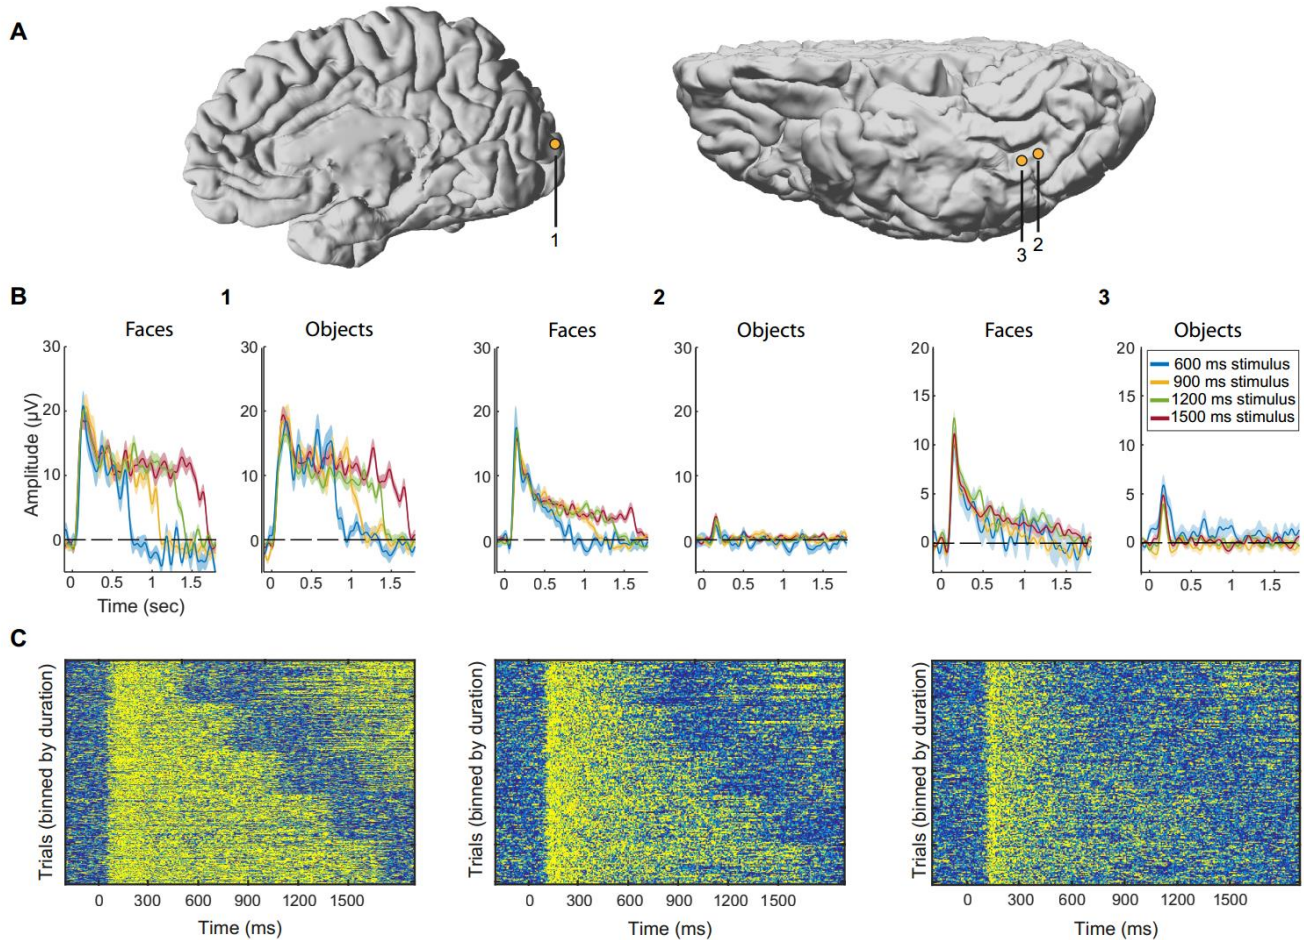 A
1
3
2
B
1
2
3
Faces
Objects
Faces
Objects
Faces
Objects
600 ms stimulus
900 ms stimulus
1200 ms stimulus
1500 ms stimulus
Amplitude (µV)
30
20
10
0
30
20
10
0
30
20
10
0
30
20
10
0
20
15
10
5
0
20
15
10
5
0
0 0.5 1 1.5
0 0.5 1 1.5
0 0.5 1 1.5
0 0.5 1 1.5
0 0.5 1 1.5
0 0.5 1 1.5
Time (sec)
C
Trials (binned by duration)
0 300 600 900 1200 1500
Time (ms)
Trials (binned by duration)
0 300 600 900 1200 1500
Time (ms)
Trials (binned by duration)
0 300 600 900 1200 1500
Time (ms)